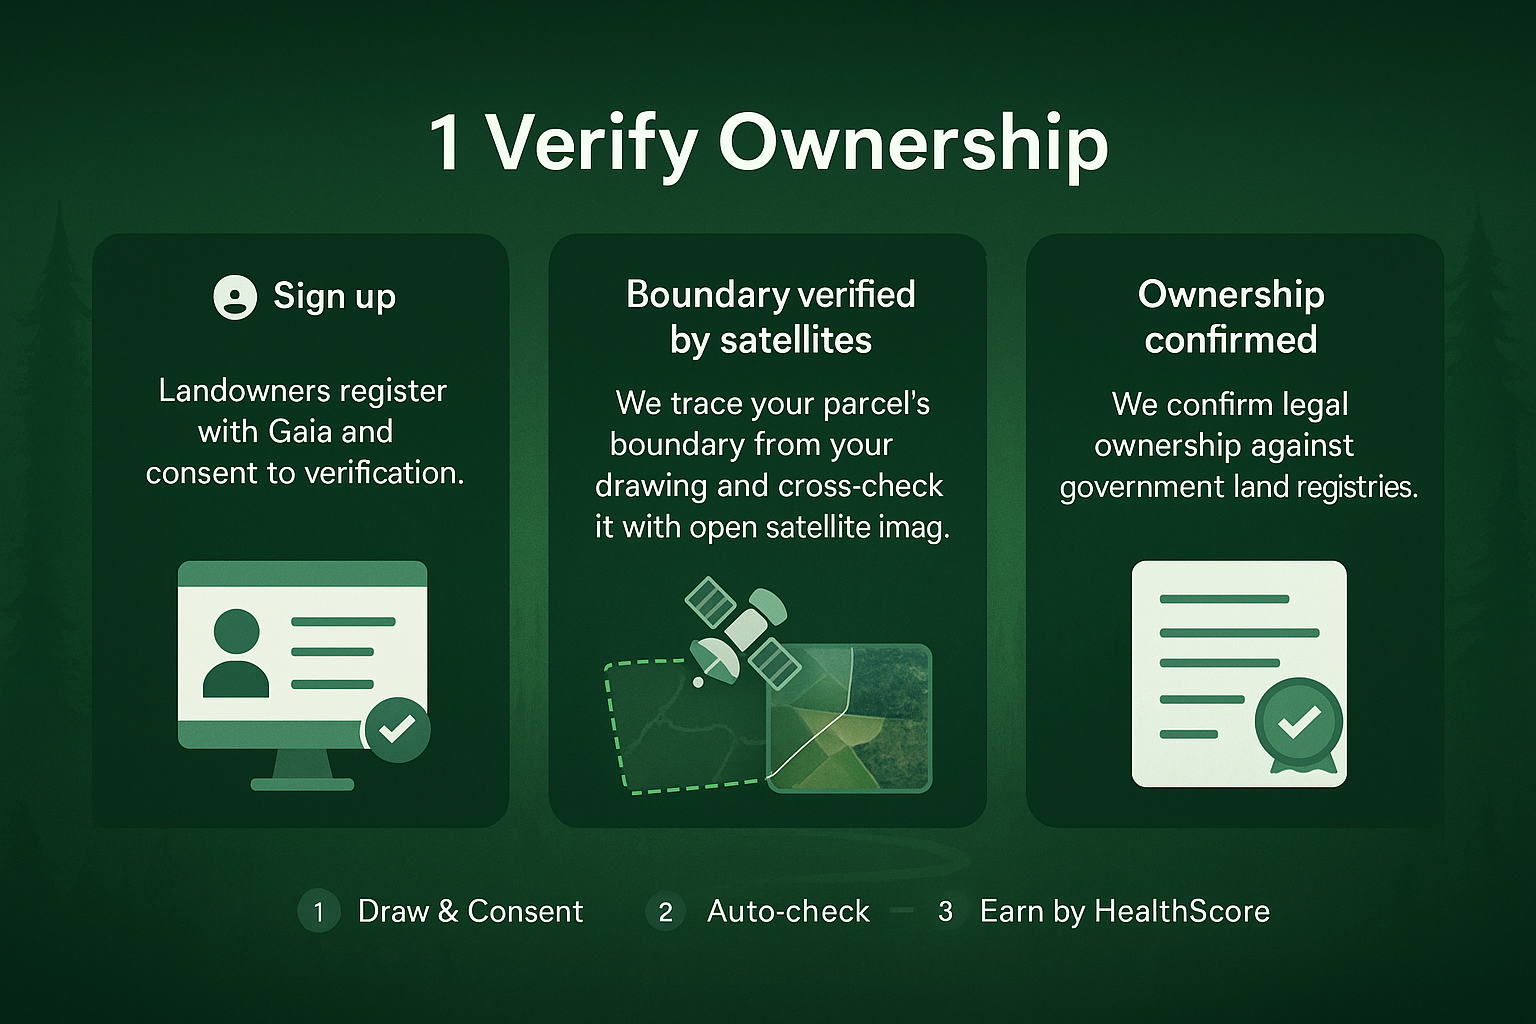 1 Verify Ownership
Sign up
Landowners register
with Gaia and
consent to verification.
Boundary verified
by satellites
We trace your parcel's
boundary from your
drawing and cross-check
it with open satellite imag.
Ownership
confirmed
We confirm legal
ownership against
government land registries.
1 Draw & Consent
2 Auto-check – 3 Earn by HealthScore